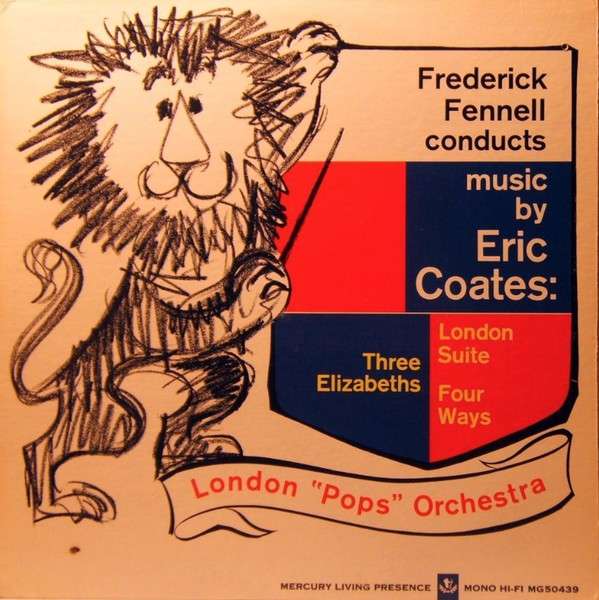 Frederick
Fennell
conducts
music
by
Eric
Coates:
Three
Elizabeths
London
Suite
Four
Ways
London "Pops" Orchestra
MERCURY LIVING PRESENCE MONO HI-FI MG50439